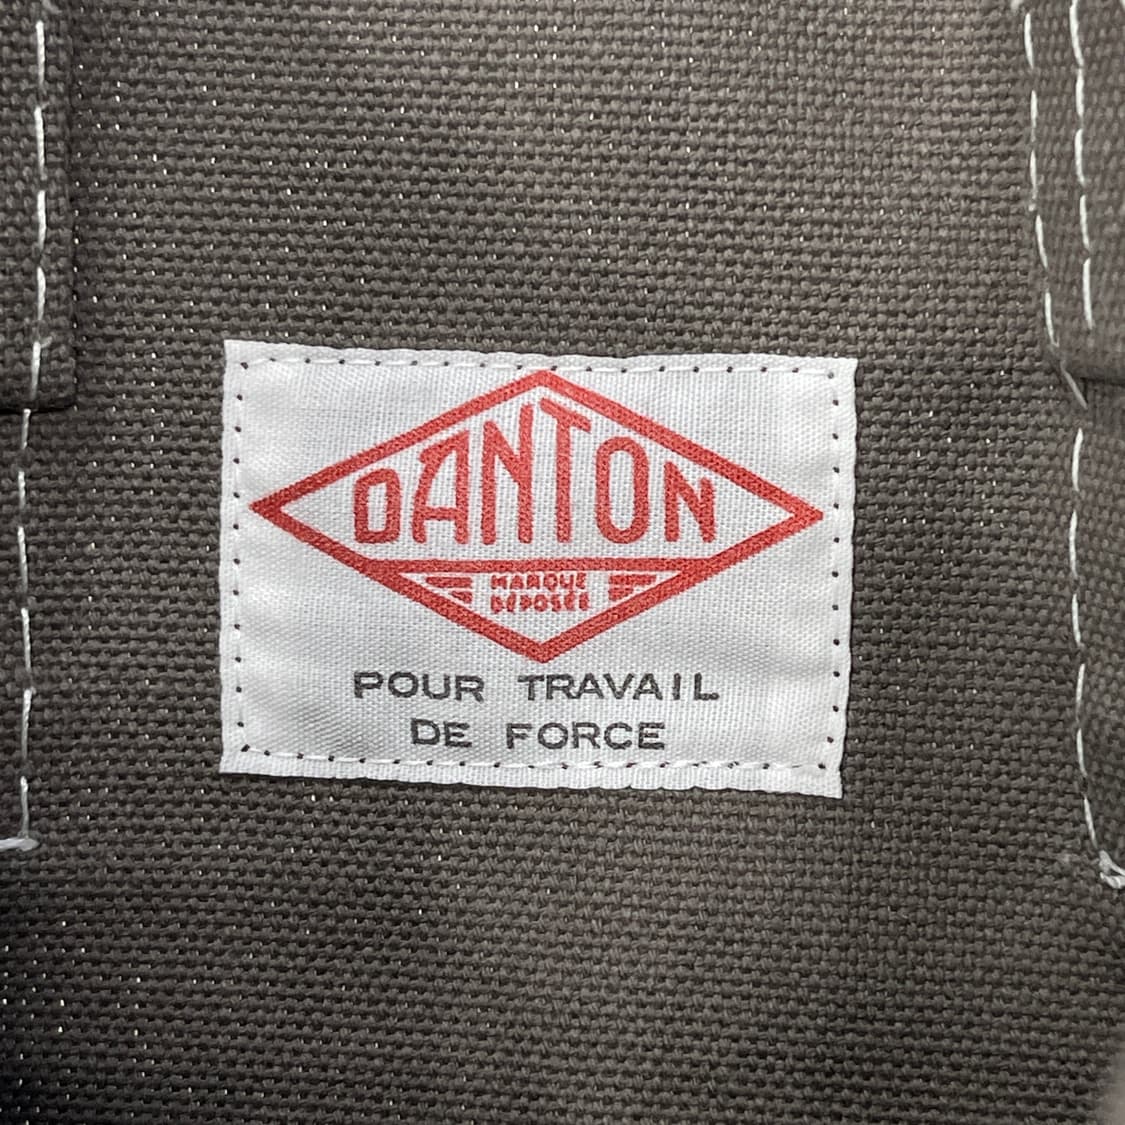 DANTON
MARQUE
DÉPOSÉE
POUR TRAVAIL
DE FORCE